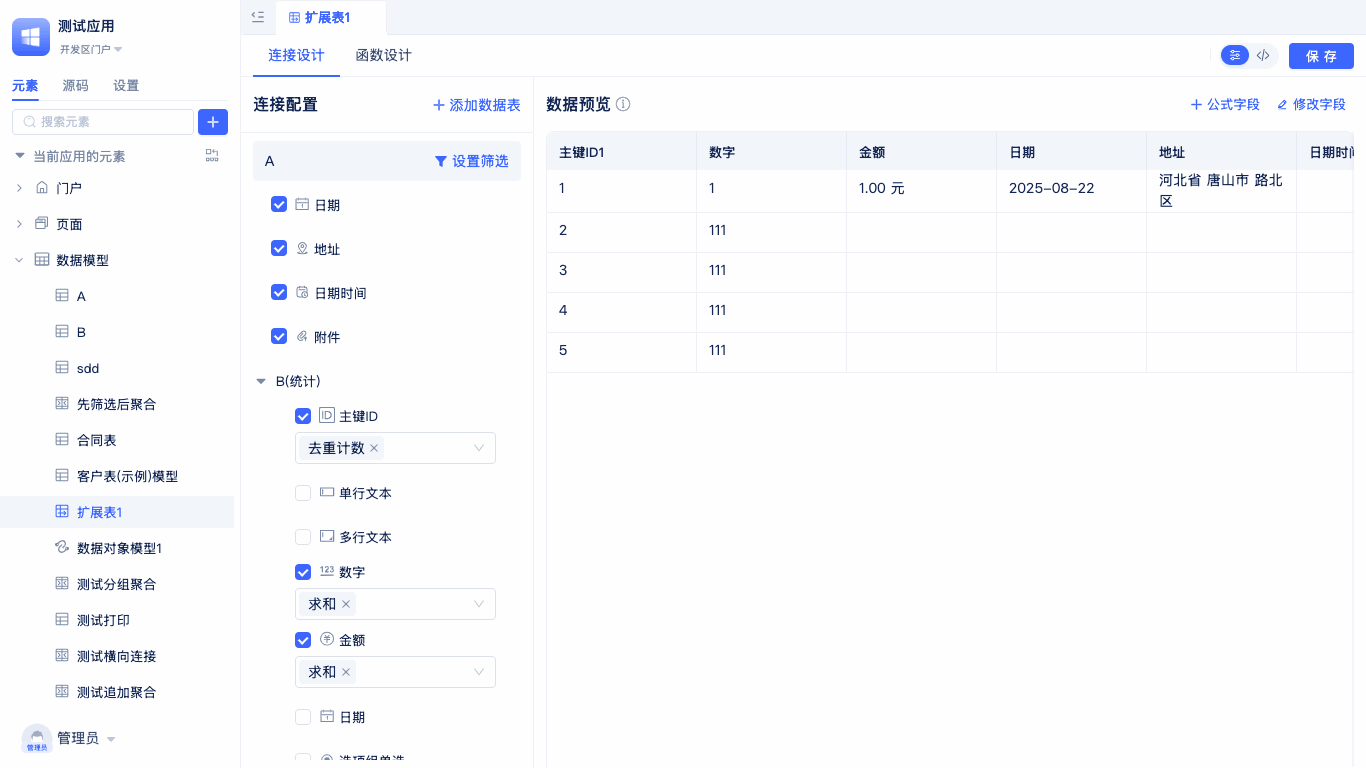 测试应用
开发区门户
元素 源码 设置
搜索元素
当前应用的元素
门户
页面
数据模型
A
B
sdd
先筛选后聚合
合同表
客户表(示例)模型
扩展表1
数据对象模型1
测试分组聚合
测试打印
测试横向连接
测试追加聚合
管理员
管理员
扩展表1
连接设计 函数设计
保 存
连接配置
添加数据表
A
设置筛选
日期
地址
日期时间
附件
B(统计)
主键ID
去重计数
单行文本
多行文本
数字
求和
金额
求和
日期
选项组单选
数据预览
公式字段 修改字段
主键ID1 数字 金额 日期 地址 日期时间
1 1 1.00 元 2025-08-22 河北省 唐山市 路北
区
2 111
3 111
4 111
5 111